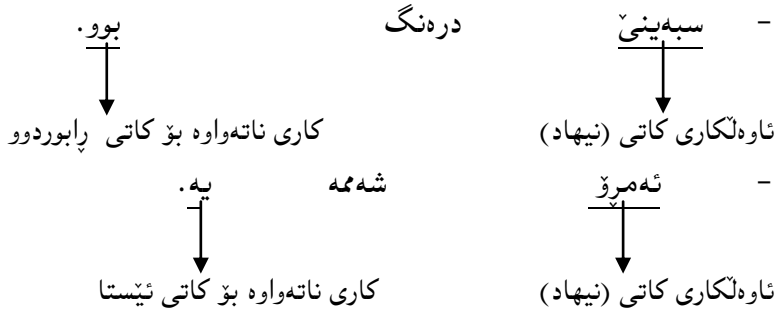 - سبەینێ درەنگ بوو.
ئاوەڵکاری کاتی (نیهاد) کاری ناتەواوە بۆ کاتی ڕابوردوو
- ئەمڕۆ شەممە یە.
ئاوەڵکاری کاتی (نیهاد) کاری ناتەواوە بۆ کاتی ئێستا